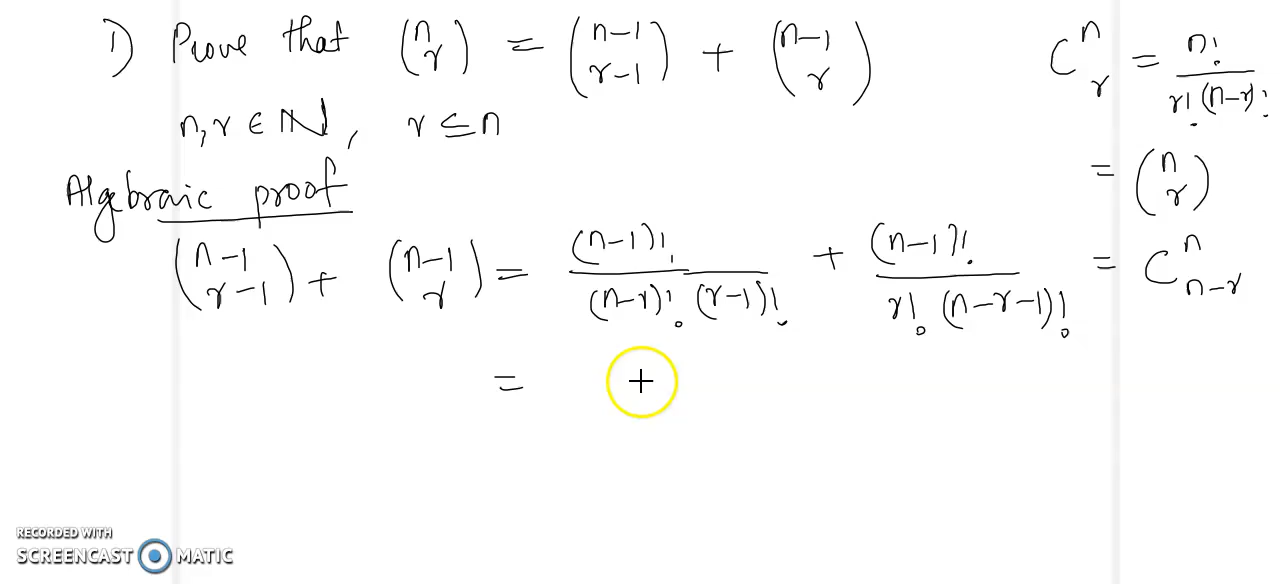 1) Prove that (n r) = (n-1 r-1) + (n-1 r)
n, r ∈ ℕ, r ≤ n
C^n_r = n! / r! (n-r)!
= (n r)
= C^n_{n-r}
Algebraic proof
(n-1 r-1) + (n-1 r) = (n-1)! / (n-r)! (r-1)! + (n-1)! / r! (n-r-1)!
=
RECORDED WITH
SCREENCAST MATIC